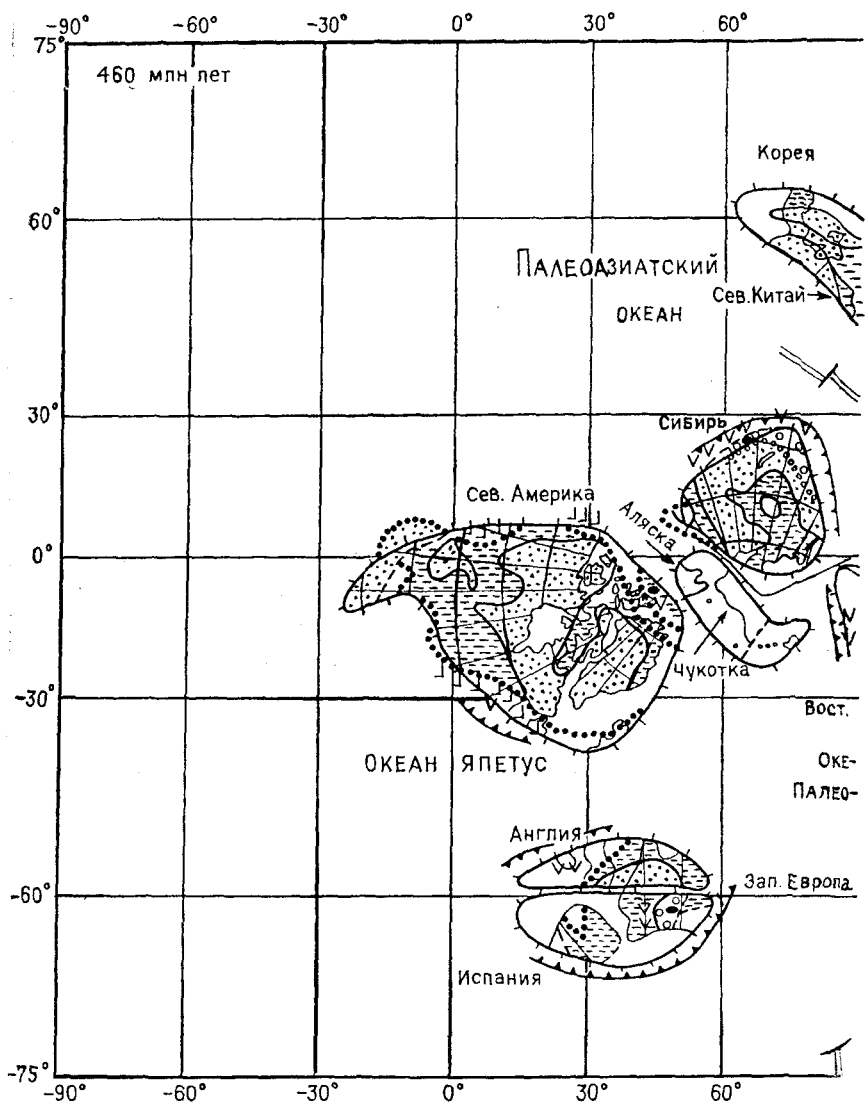 -90° -60° -30° 0° 30° 60°
75°
460 млн лет
Корея
60°
ПАЛЕОАЗИАТСКИЙ
Сев. Китай
ОКЕАН
30°
Сибирь
Сев. Америка
Аляска
0°
Чукотка
-30°
Вост.
ОКЕАН ЯПЕТУС
ОКЕ-
ПАЛЕО-
Англия
Зап. Европа
-60°
Испания
-75°
-90° -60° -30° 0° 30° 60°